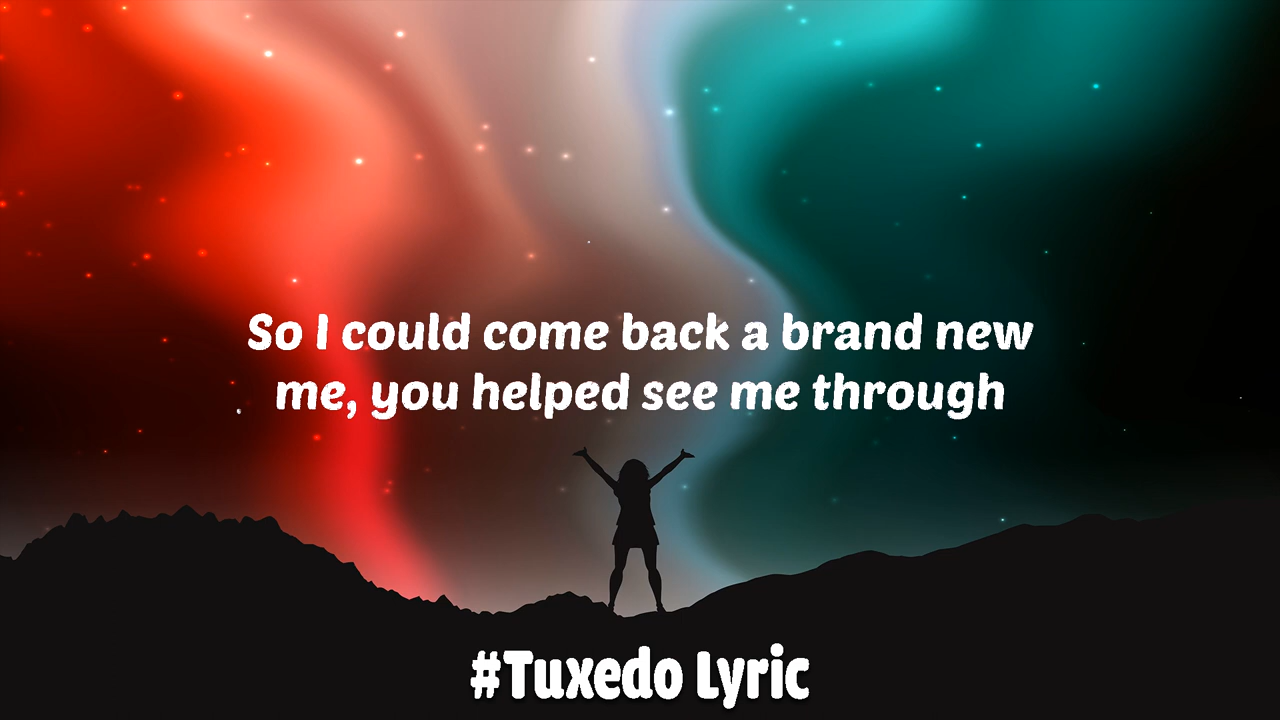 So I could come back a brand new
me, you helped see me through
#Tuxedo Lyric